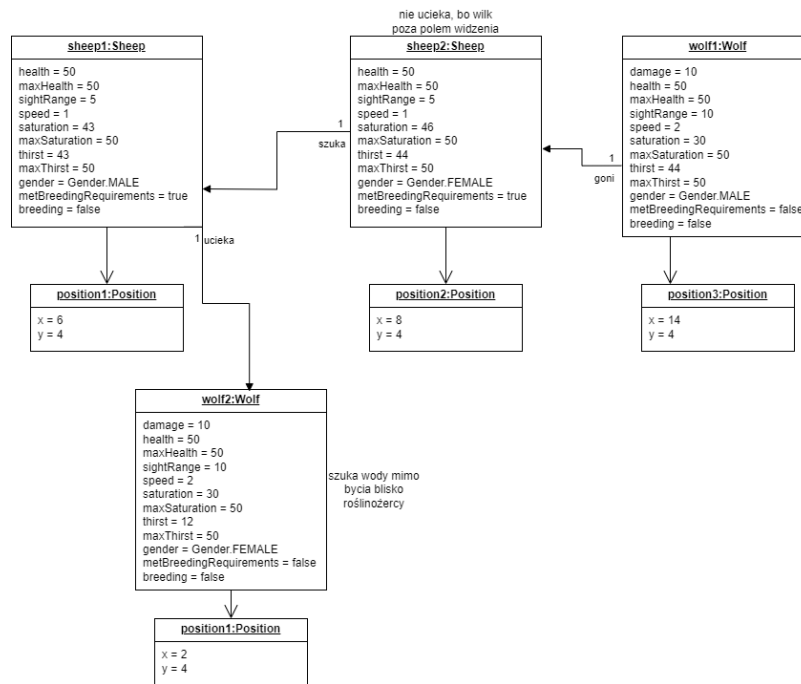 nie ucieka, bo wilk
poza polem widzenia
sheep1:Sheep
health = 50
maxHealth = 50
sightRange = 5
speed = 1
saturation = 43
maxSaturation = 50
thirst = 43
maxThirst = 50
gender = Gender.MALE
metBreedingRequirements = true
breeding = false
sheep2:Sheep
health = 50
maxHealth = 50
sightRange = 5
speed = 1
saturation = 46
maxSaturation = 50
thirst = 44
maxThirst = 50
gender = Gender.FEMALE
metBreedingRequirements = true
breeding = false
wolf1:Wolf
damage = 10
health = 50
maxHealth = 50
sightRange = 10
speed = 2
saturation = 30
maxSaturation = 50
thirst = 44
maxThirst = 50
gender = Gender.MALE
metBreedingRequirements = false
breeding = false
1
szuka
1
goni
1 ucieka
position1:Position
x = 6
y = 4
position2:Position
x = 8
y = 4
position3:Position
x = 14
y = 4
wolf2:Wolf
damage = 10
health = 50
maxHealth = 50
sightRange = 10
speed = 2
saturation = 30
maxSaturation = 50
thirst = 12
maxThirst = 50
gender = Gender.FEMALE
metBreedingRequirements = false
breeding = false
szuka wody mimo
bycia blisko
roślinożercy
position1:Position
x = 2
y = 4